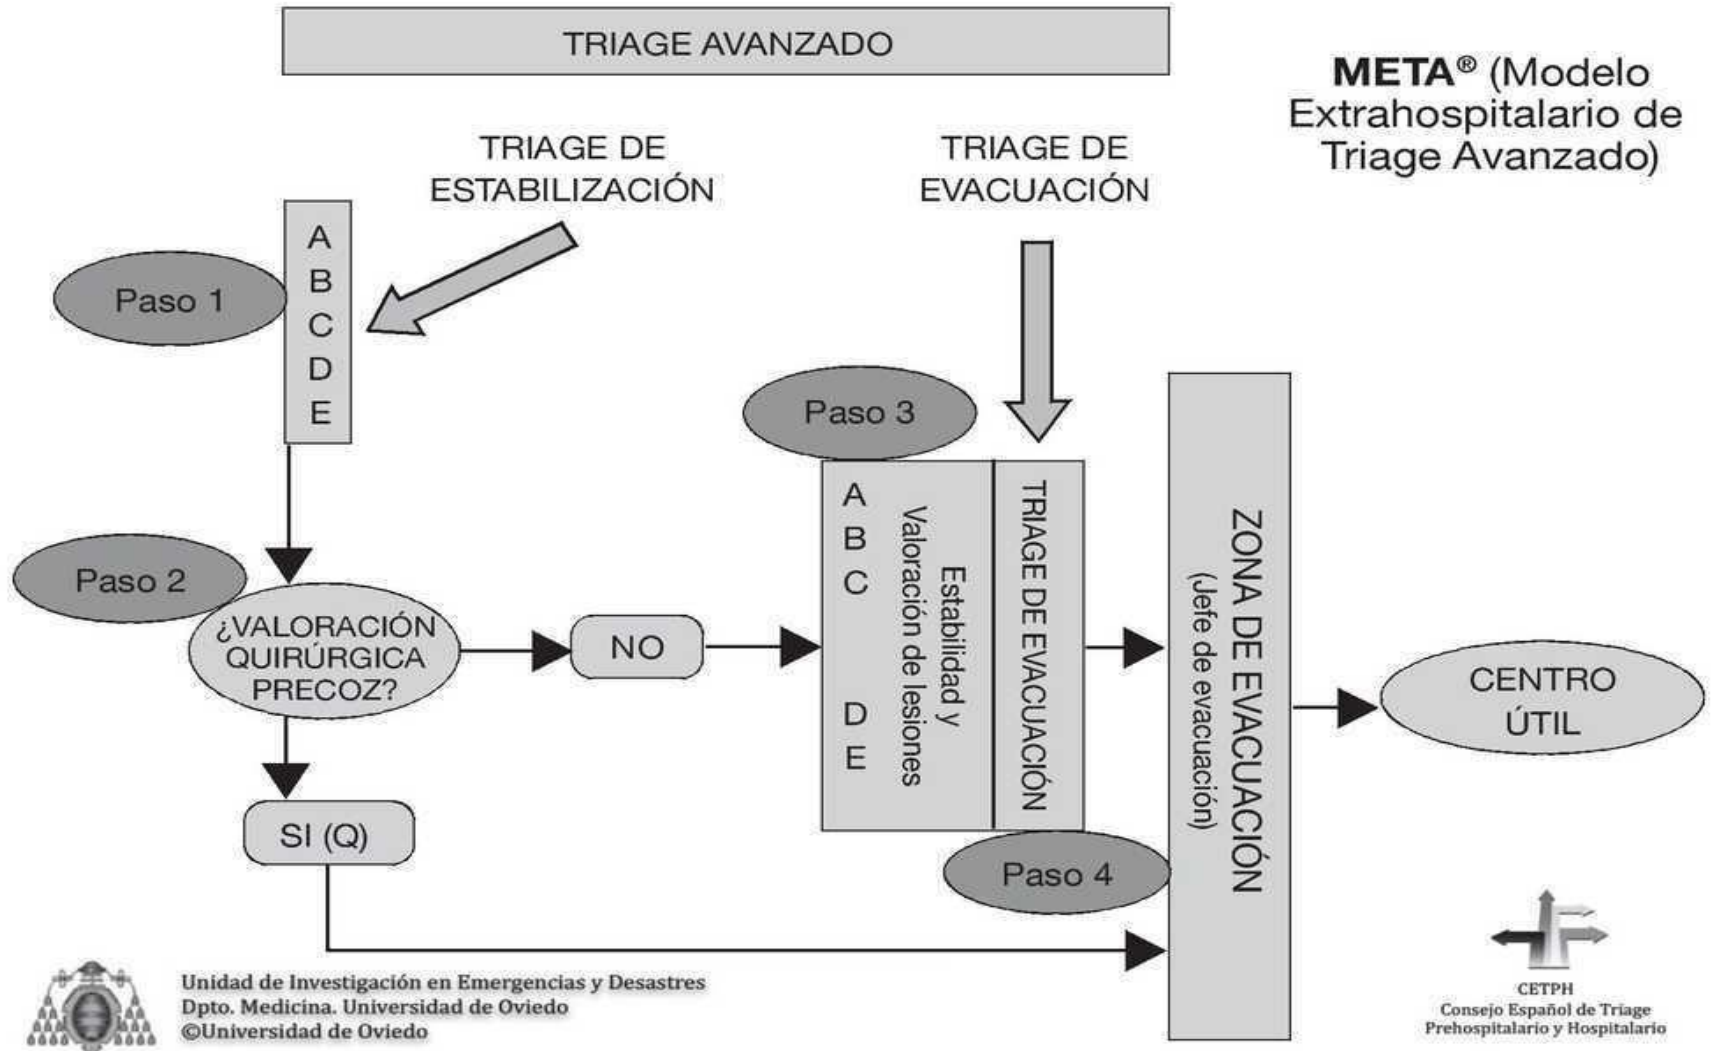 TRIAGE AVANZADO
META® (Modelo
Extrahospitalario de
Triage Avanzado)
TRIAGE DE
ESTABILIZACIÓN
TRIAGE DE
EVACUACIÓN
Paso 1
A
B
C
D
E
Paso 2
¿VALORACIÓN
QUIRÚRGICA
PRECOZ?
NO
SI (Q)
Paso 3
A
B
C
D
E
Estabilidad y
Valoración de lesiones
TRIAGE DE EVACUACIÓN
Paso 4
ZONA DE EVACUACIÓN
(Jefe de evacuación)
CENTRO
ÚTIL
Unidad de Investigación en Emergencias y Desastres
Dpto. Medicina. Universidad de Oviedo
©Universidad de Oviedo
CETPH
Consejo Español de Triage
Prehospitalario y Hospitalario